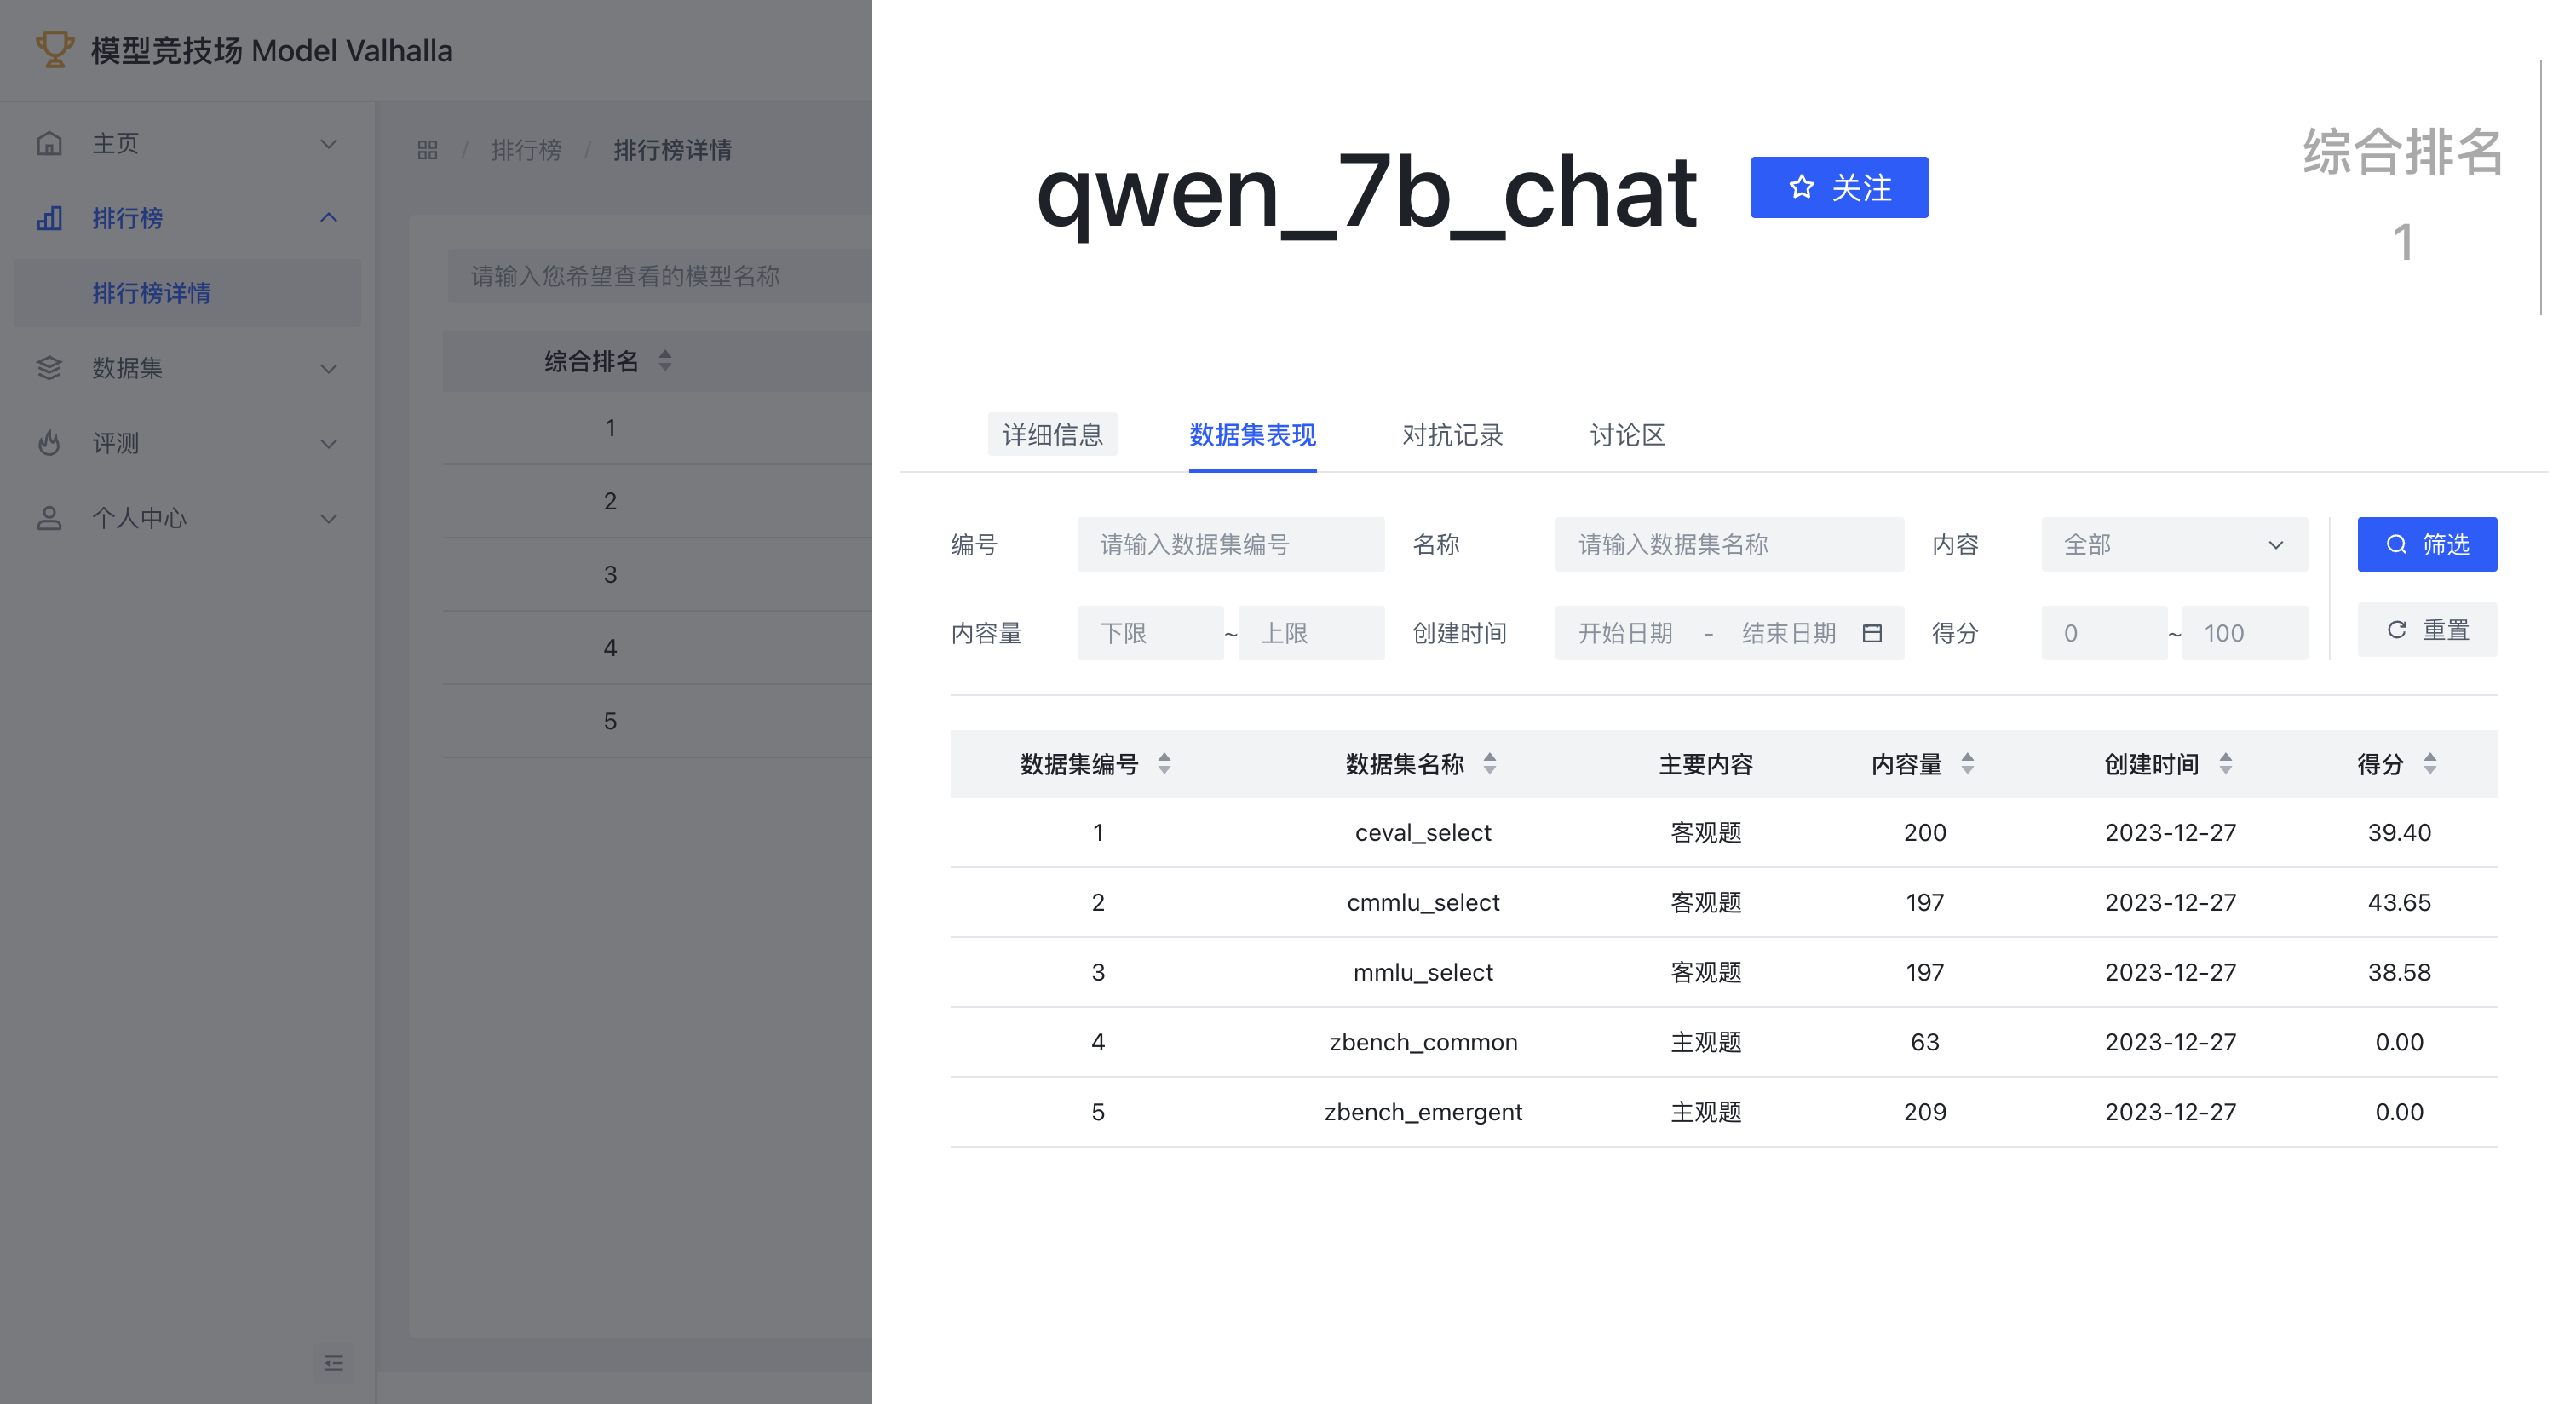 模型竞技场 Model Valhalla
主页
排行榜
排行榜详情
数据集
评测
个人中心
/ 排行榜 / 排行榜详情
请输入您希望查看的模型名称
综合排名
1
2
3
4
5
qwen_7b_chat
关注
综合排名
1
详细信息 数据集表现 对抗记录 讨论区
编号 请输入数据集编号 名称 请输入数据集名称 内容 全部 筛选
内容量 下限 ~ 上限 创建时间 开始日期 - 结束日期 得分 0 ~ 100 重置
数据集编号 数据集名称 主要内容 内容量 创建时间 得分
1 ceval_select 客观题 200 2023-12-27 39.40
2 cmmlu_select 客观题 197 2023-12-27 43.65
3 mmlu_select 客观题 197 2023-12-27 38.58
4 zbench_common 主观题 63 2023-12-27 0.00
5 zbench_emergent 主观题 209 2023-12-27 0.00